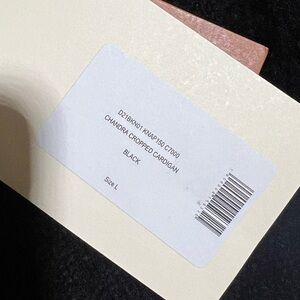 D21BKN01 KNAP150 C7000
CHANDRA CROPPED CARDIGAN
BLACK
Size L